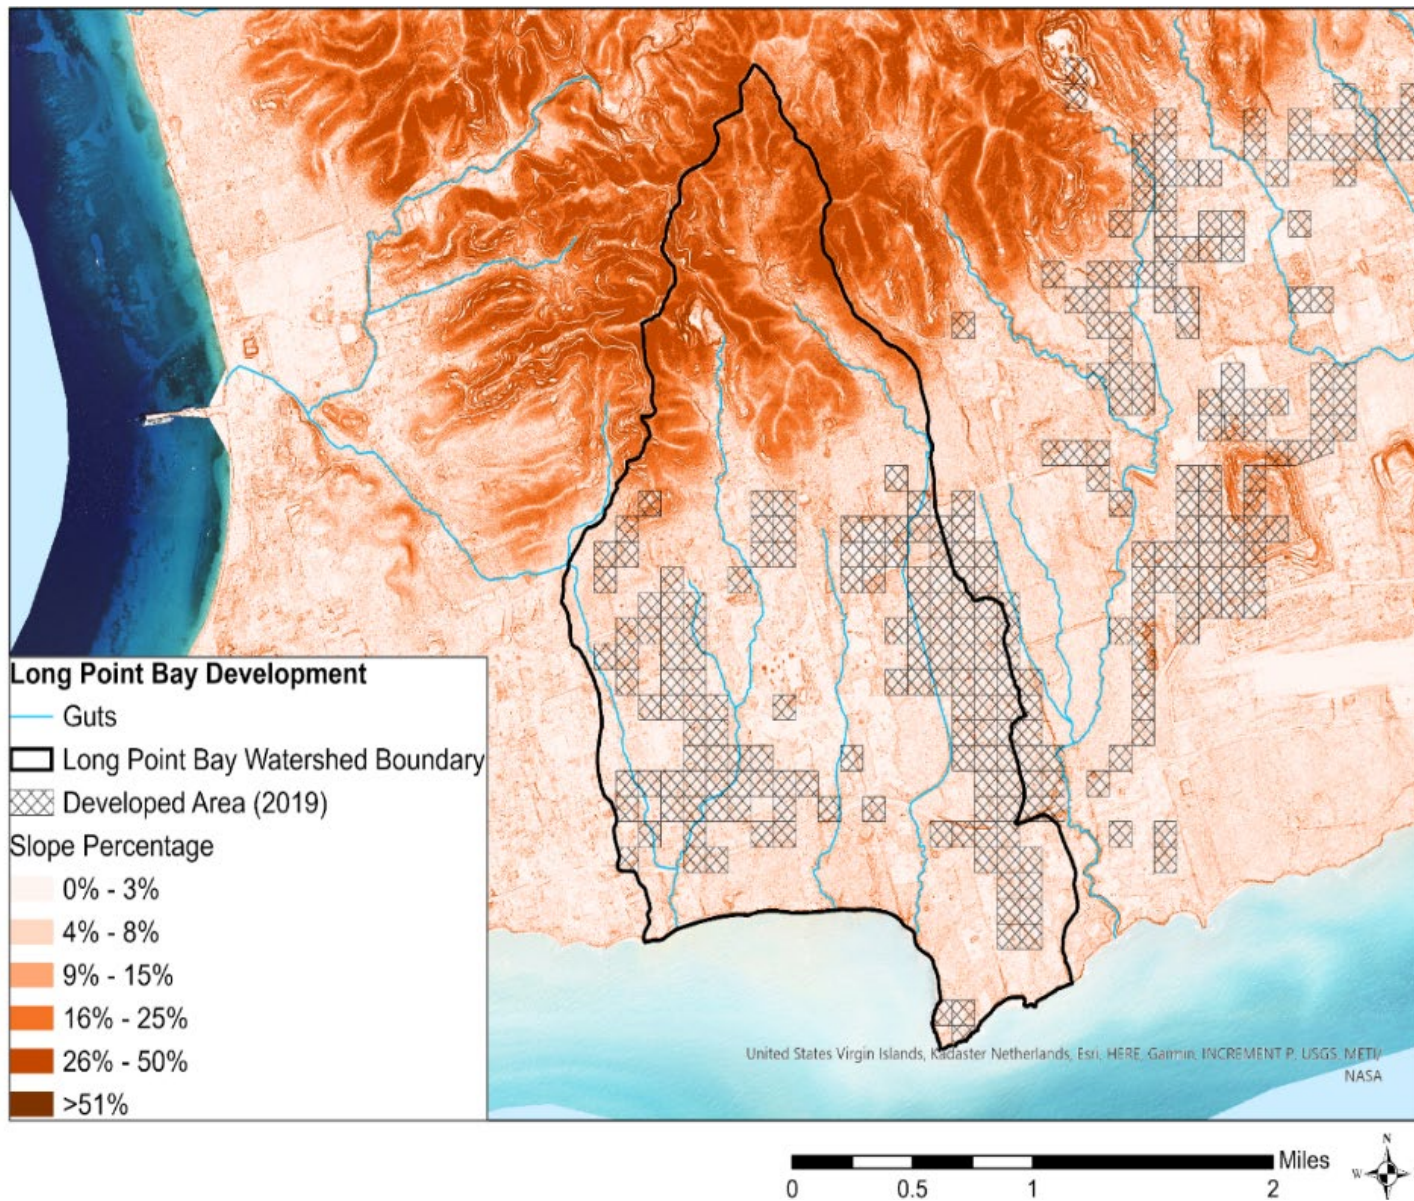 Long Point Bay Development
Guts
Long Point Bay Watershed Boundary
Developed Area (2019)
Slope Percentage
0% - 3%
4% - 8%
9% - 15%
16% - 25%
26% - 50%
>51%
United States Virgin Islands, Kadaster Netherlands, Esri, HERE, Garmin, INCREMENT P, USGS, METI/
NASA
Miles
0 0.5 1 2
N
W